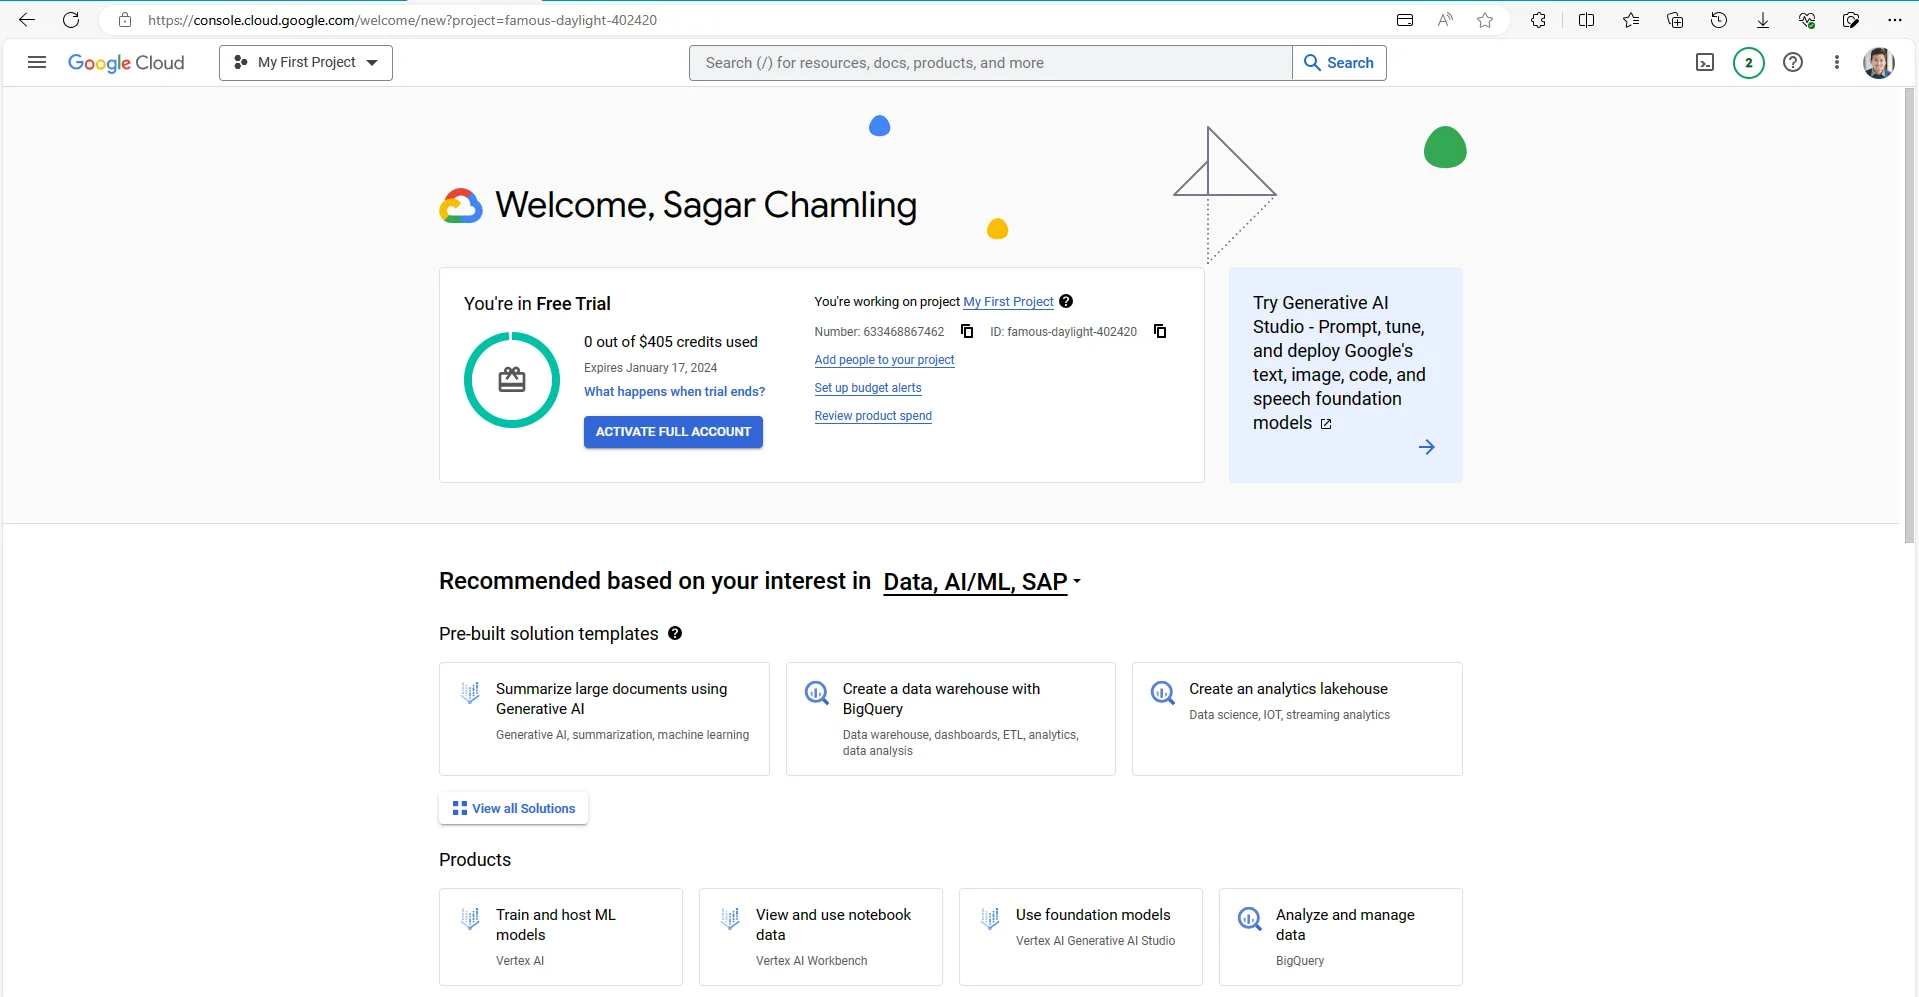 https://console.cloud.google.com/welcome/new?project=famous-daylight-402420
Google Cloud
My First Project
Search (/) for resources, docs, products, and more
Search
2
Welcome, Sagar Chamling
You're in Free Trial
0 out of $405 credits used
Expires January 17, 2024
What happens when trial ends?
ACTIVATE FULL ACCOUNT
You're working on project My First Project
Number: 633468867462
ID: famous-daylight-402420
Add people to your project
Set up budget alerts
Review product spend
Try Generative AI
Studio - Prompt, tune,
and deploy Google's
text, image, code, and
speech foundation
models
Recommended based on your interest in Data, AI/ML, SAP
Pre-built solution templates
Summarize large documents using
Generative AI
Generative AI, summarization, machine learning
Create a data warehouse with
BigQuery
Data warehouse, dashboards, ETL, analytics,
data analysis
Create an analytics lakehouse
Data science, IOT, streaming analytics
View all Solutions
Products
Train and host ML
models
Vertex AI
View and use notebook
data
Vertex AI Workbench
Use foundation models
Vertex AI Generative AI Studio
Analyze and manage
data
BigQuery